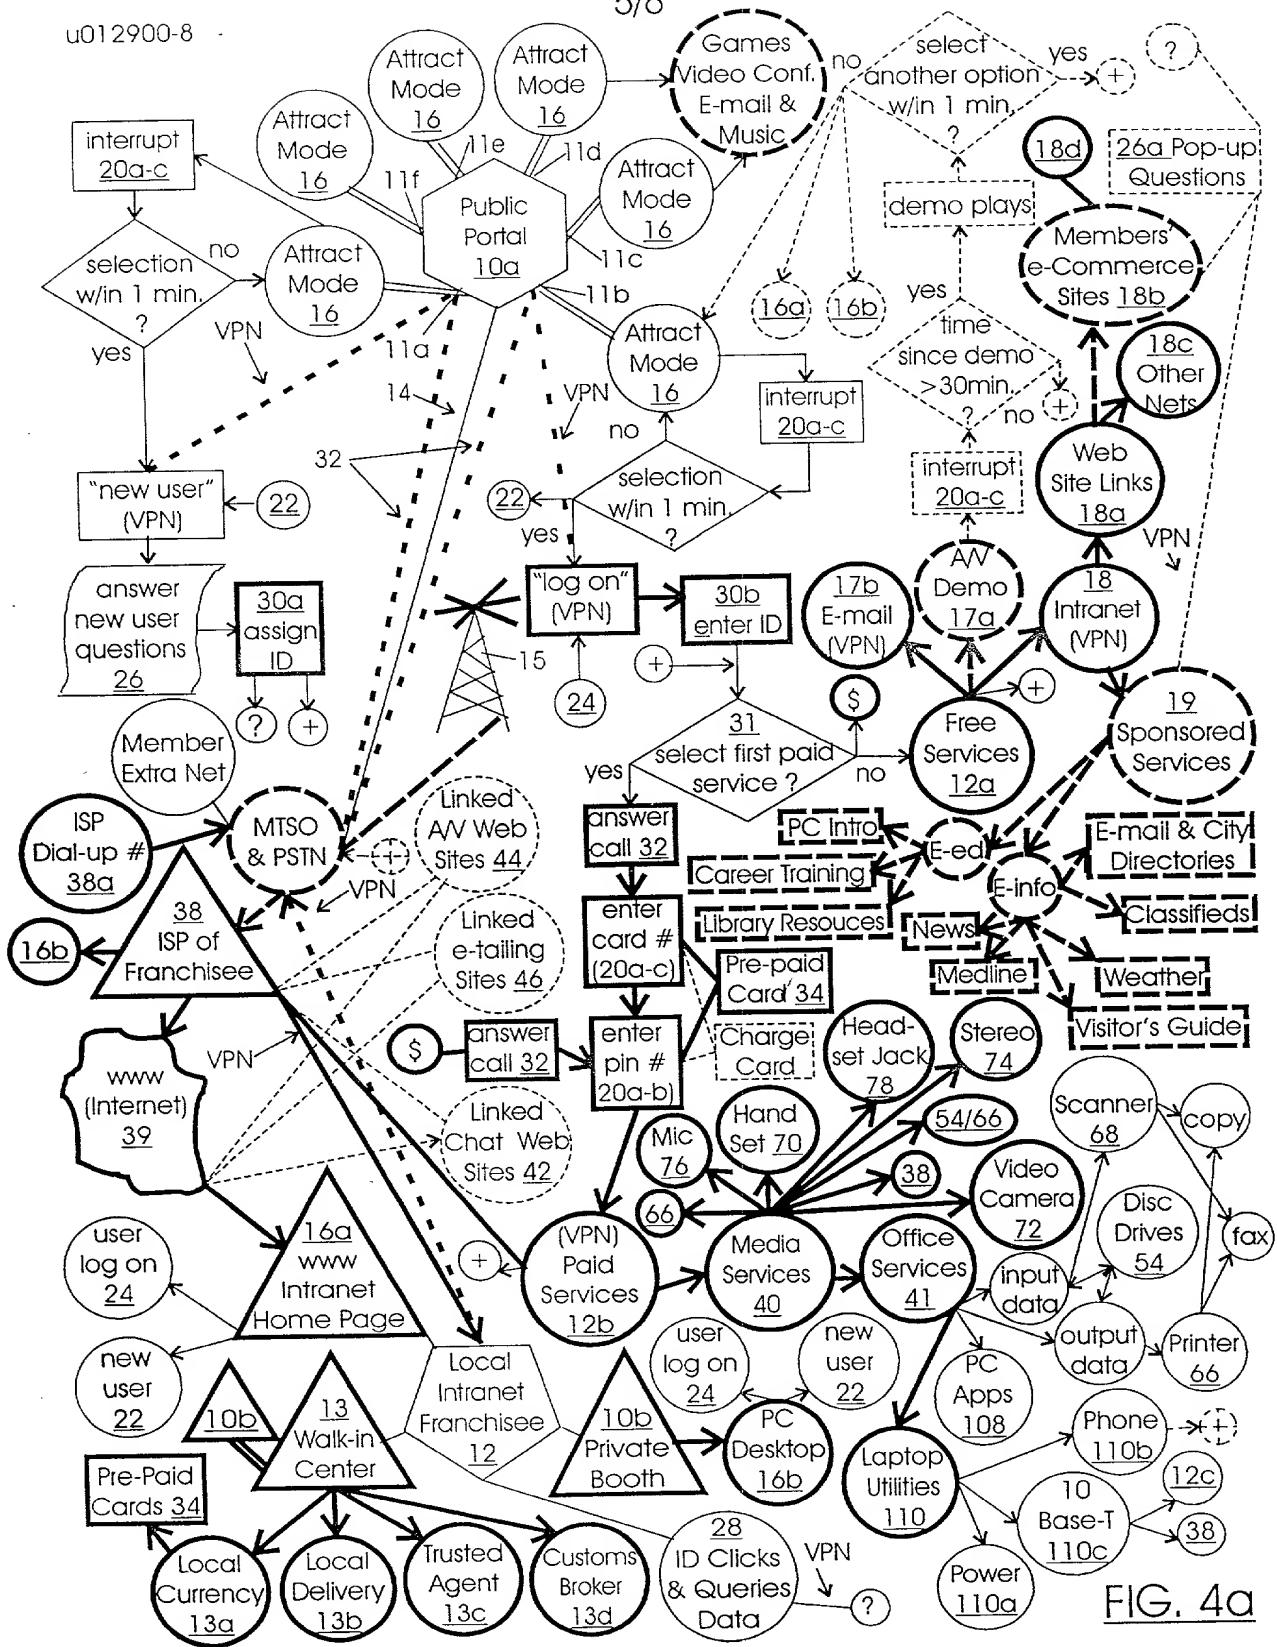 5/8
u012900-8
Attract
Mode
16
Attract
Mode
16
Games
Video Conf.
E-mail &
Music
no
select
another option
w/in 1 min.
?
yes
+
?
interrupt
20a-c
Attract
Mode
16
11e
11d
11f
Public
Portal
10a
Attract
Mode
16
18d
26a Pop-up
Questions
demo plays
selection
w/in 1 min.
?
no
yes
Attract
Mode
16
11c
11b
11a
VPN
14
32
Attract
Mode
16
16a
16b
yes
time
since demo
>30min.
?
no
+
Members'
e-Commerce
Sites 18b
18c
Other
Nets
VPN
interrupt
20a-c
no
selection
w/in 1 min.
?
22
yes
interrupt
20a-c
Web
Site Links
18a
VPN
"new user"
(VPN)
22
answer
new user
questions
26
30a
assign
ID
?
+
15
"log on"
(VPN)
24
30b
enter ID
+
17b
E-mail
(VPN)
A/V
Demo
17a
18
Intranet
(VPN)
$
+
31
select first paid
service ?
yes
no
Free
Services
12a
19
Sponsored
Services
Member
Extra Net
ISP
Dial-up #
38a
MTSO
& PSTN
+
VPN
Linked
A/V Web
Sites 44
answer
call 32
PC Intro
Career Training
Library Resouces
E-ed
E-info
E-mail & City
Directories
Classifieds
News
Medline
Weather
Visitor's Guide
16b
38
ISP of
Franchisee
Linked
e-tailing
Sites 46
enter
card #
(20a-c)
Pre-paid
Card 34
Charge
Card
$
answer
call 32
enter
pin #
20a-b)
www
(Internet)
39
VPN
Linked
Chat Web
Sites 42
Head-
set Jack
78
Stereo
74
Mic
76
Hand
Set 70
54/66
38
66
Video
Camera
72
Scanner
68
copy
fax
Disc
Drives
54
user
log on
24
16a
www
Intranet
Home Page
+
(VPN)
Paid
Services
12b
Media
Services
40
Office
Services
41
input
data
output
data
Printer
66
new
user
22
Local
Intranet
Franchisee
12
user
log on
24
new
user
22
PC
Apps
108
10b
13
Walk-in
Center
10b
Private
Booth
PC
Desktop
16b
Laptop
Utilities
110
Phone
110b
+
Pre-Paid
Cards 34
10
Base-T
110c
12c
38
Local
Currency
13a
Local
Delivery
13b
Trusted
Agent
13c
Customs
Broker
13d
28
ID Clicks
& Queries
Data
VPN
?
Power
110a
FIG. 4a